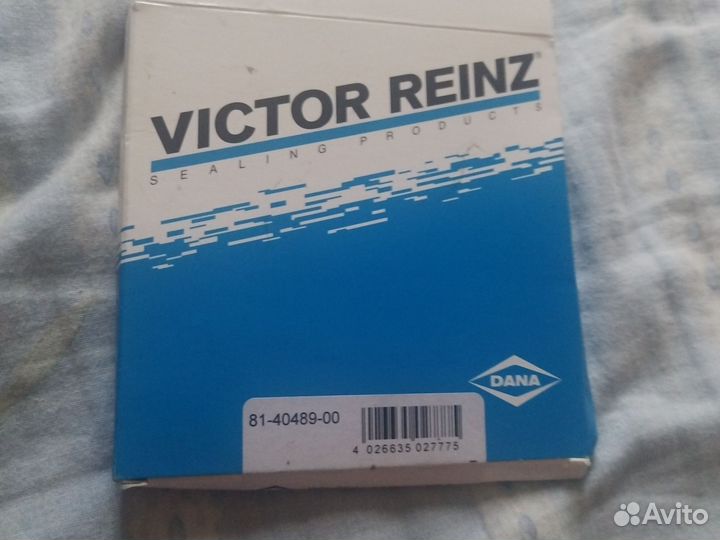 VICTOR REINZ
SEALING PRODUCTS
DANA
81-40489-00
4 026635 027775
Avito